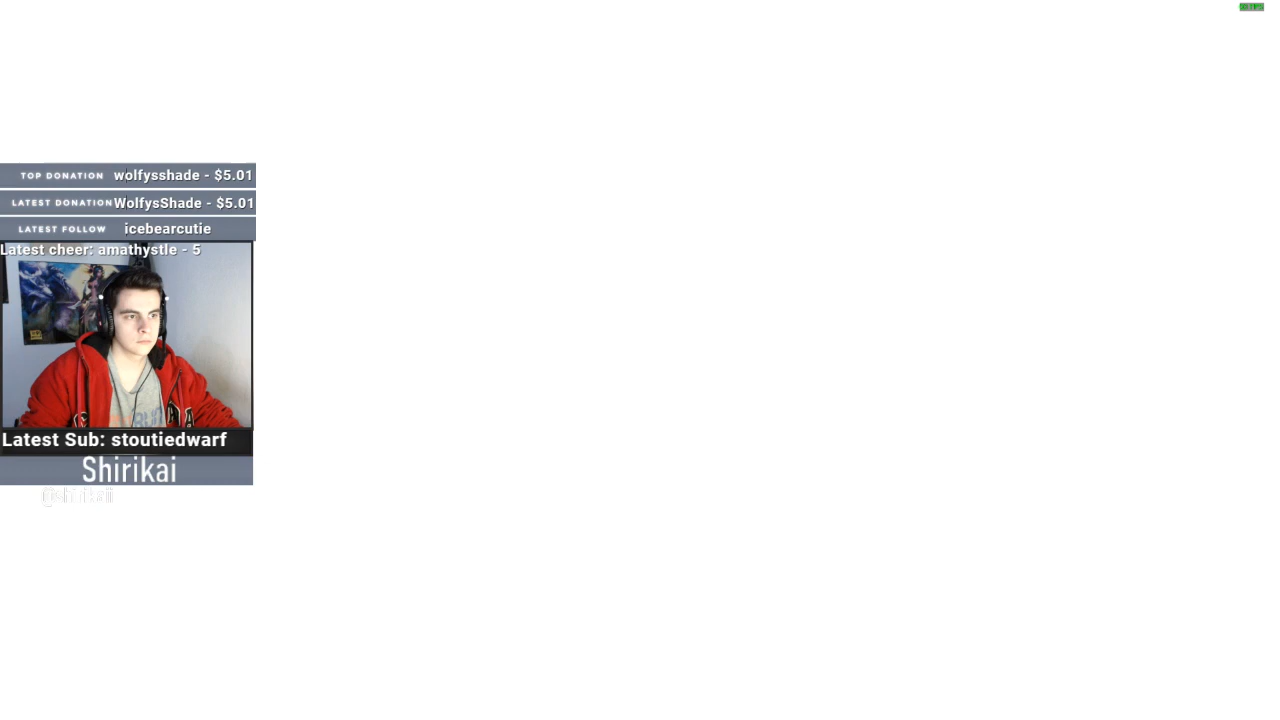 TOP DONATION wolfysshade - $5.01
LATEST DONATION WolfysShade - $5.01
LATEST FOLLOW icebearcutie
Latest cheer: amathystle - 5
Latest Sub: stoutiedwarf
Shirikai